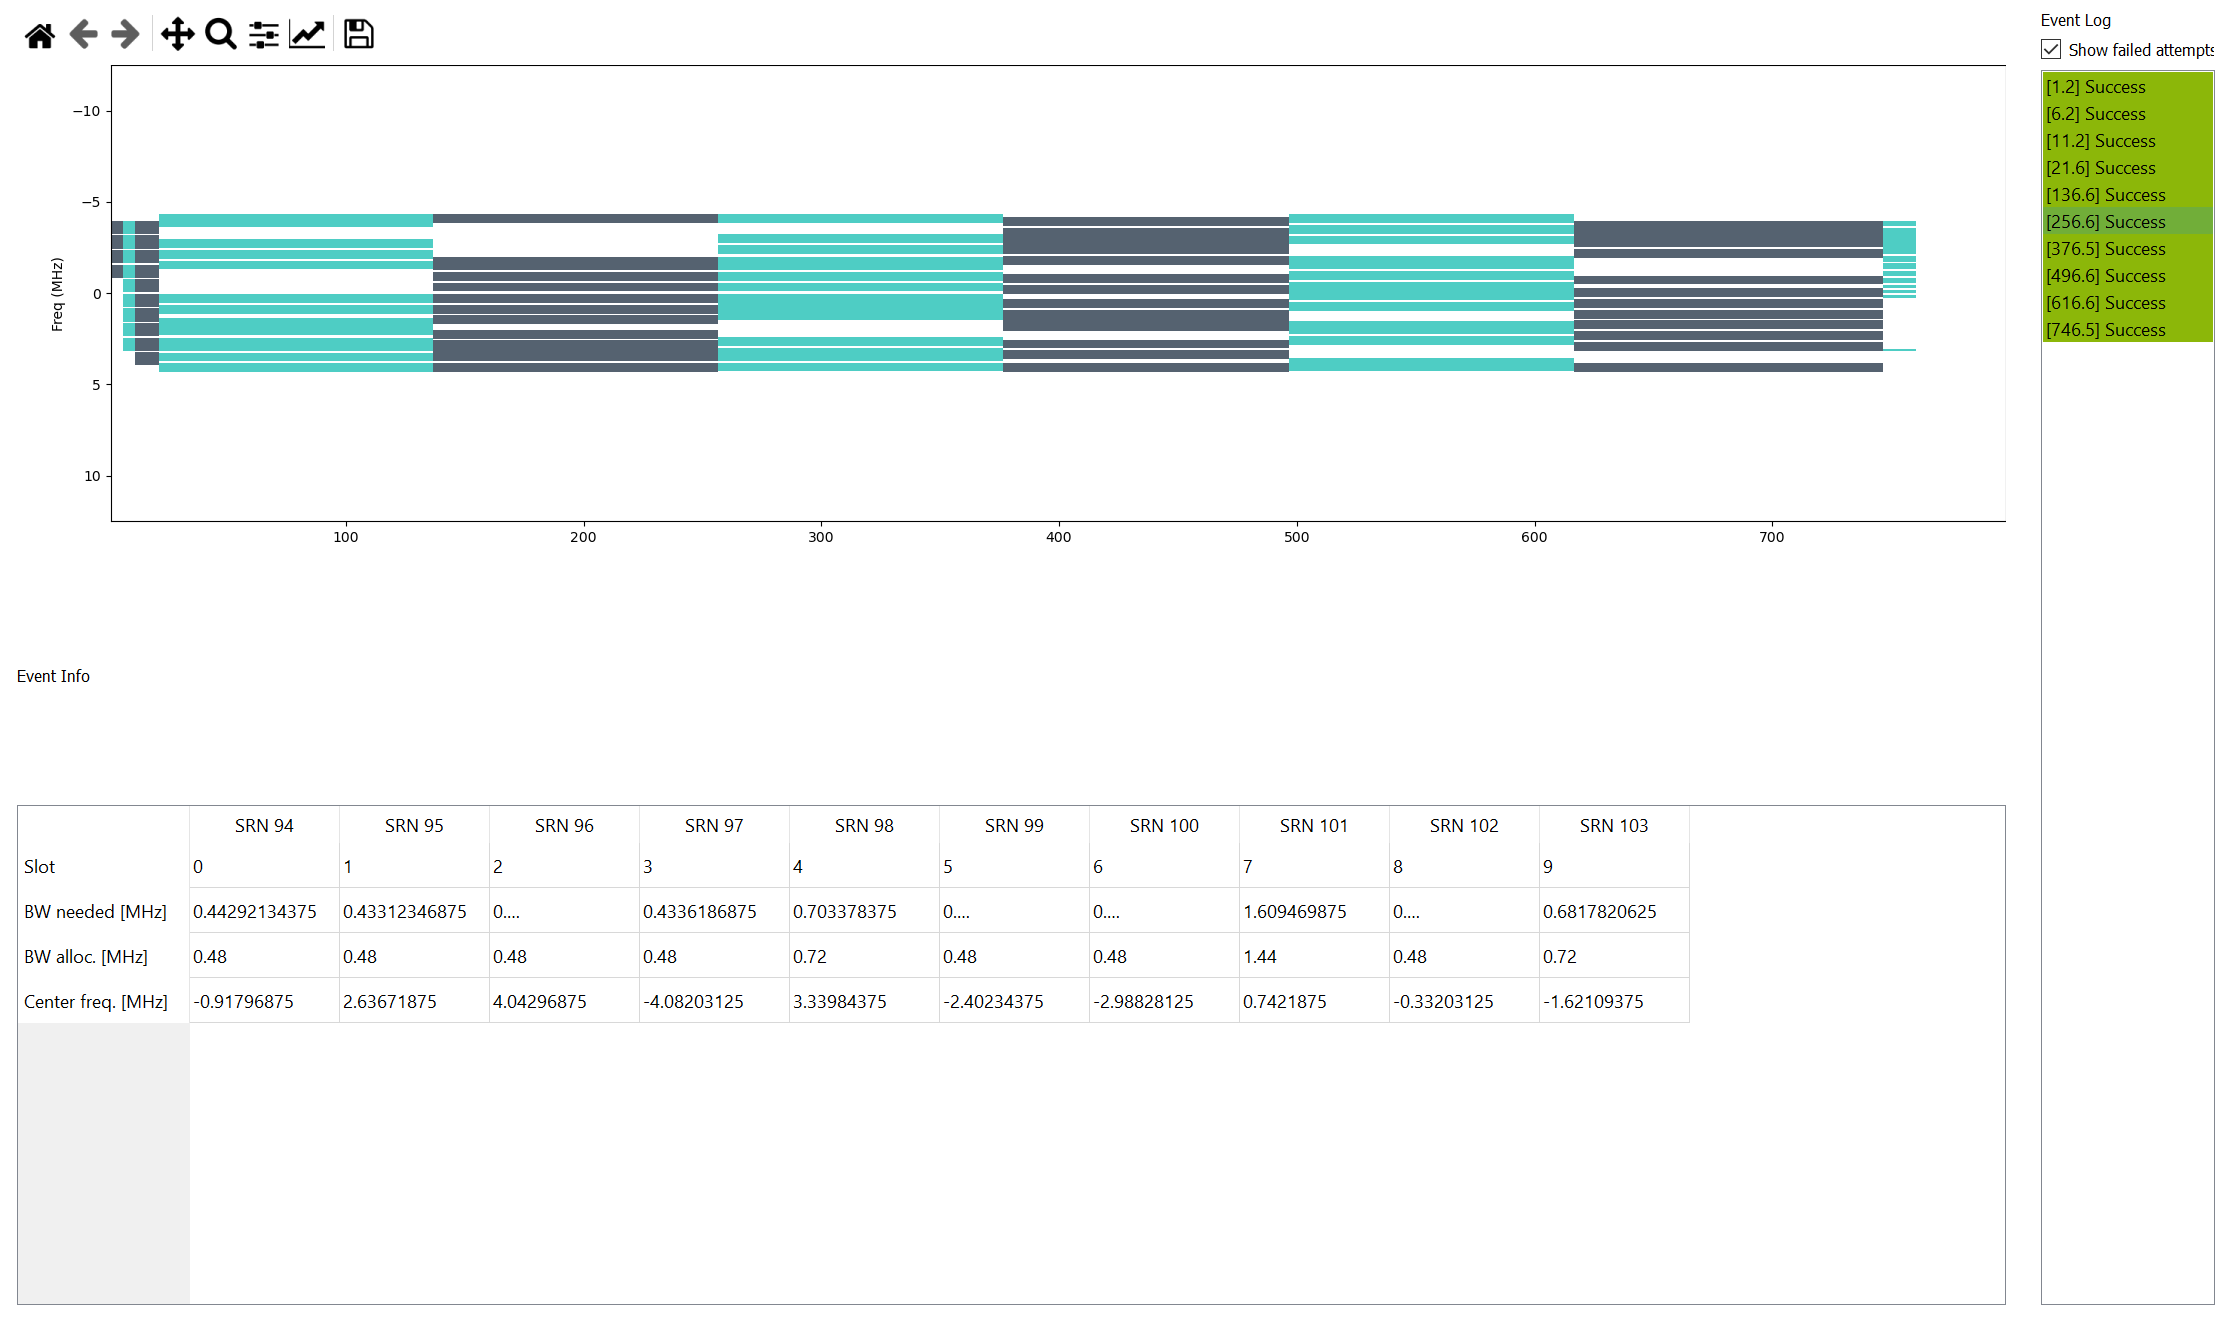 Event Log
Show failed attempts
[1.2] Success
[6.2] Success
[11.2] Success
[21.6] Success
[136.6] Success
[256.6] Success
[376.5] Success
[496.6] Success
[616.6] Success
[746.5] Success
Freq (MHz)
−10
−5
0
5
10
100 200 300 400 500 600 700
Event Info
SRN 94 SRN 95 SRN 96 SRN 97 SRN 98 SRN 99 SRN 100 SRN 101 SRN 102 SRN 103
Slot 0 1 2 3 4 5 6 7 8 9
BW needed [MHz] 0.44292134375 0.43312346875 0.... 0.4336186875 0.703378375 0.... 0.... 1.609469875 0.... 0.6817820625
BW alloc. [MHz] 0.48 0.48 0.48 0.48 0.72 0.48 0.48 1.44 0.48 0.72
Center freq. [MHz] -0.91796875 2.63671875 4.04296875 -4.08203125 3.33984375 -2.40234375 -2.98828125 0.7421875 -0.33203125 -1.62109375